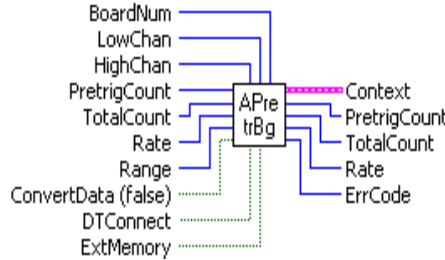 BoardNum
LowChan
HighChan
PretrigCount
TotalCount
Rate
Range
ConvertData (false)
DTConnect
ExtMemory
APre
trBg
Context
PretrigCount
TotalCount
Rate
ErrCode